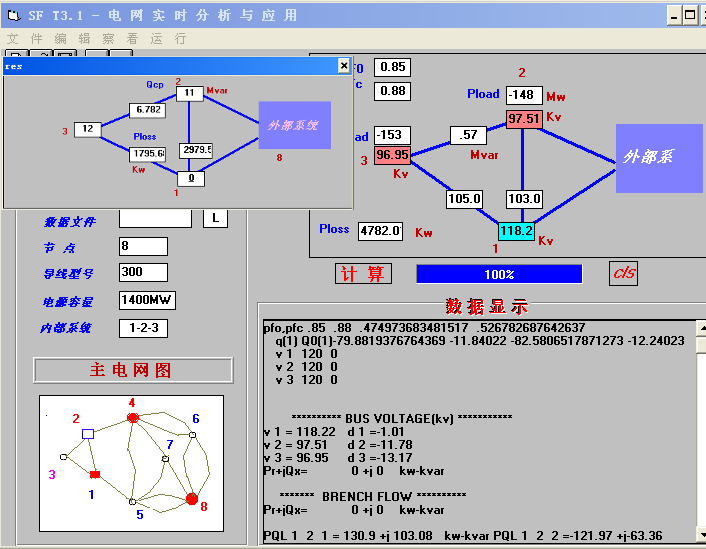 SF T3.1 - 电 网 实 时 分 析 与 应 用
文 件 编 辑 察 看 运 行
res
Qcp
2
11
Mvar
6.782
3
12
Ploss
1795.6
Kw
2979.5
0
1
外部系统
8
F0
0.85
0.88
2
Pload
-148
Mw
97.51
Kv
ad
-153
3
96.95
Kv
.57
Mvar
外部系
105.0
103.0
Ploss
4782.0
Kw
118.2
1
Kv
数据文件
L
节 点
8
导线型号
300
电源容量
1400MW
内部系统
1-2-3
计 算
100%
cls
数据显示
pfo,pfc .85 .88 .474973683481517 .526782687642637
q(1) Q0(1)-79.8819376764369 -11.84022 -82.5806517871273 -12.24023
v 1 120 0
v 2 120 0
v 3 120 0
********** BUS VOLTAGE(kv) ***********
v 1 = 118.22 d 1 =-1.01
v 2 = 97.51 d 2 =-11.78
v 3 = 96.95 d 3 =-13.17
Pr+jQx= 0 +j 0 kw-kvar
******* BRENCH FLOW **********
Pr+jQx= 0 +j 0 kw-kvar
PQL 1 2 1 = 130.9 +j 103.08 kw-kvar PQL 1 2 2 =-121.97 +j-63.36
主 电 网 图
4
2
6
7
3
1
5
8